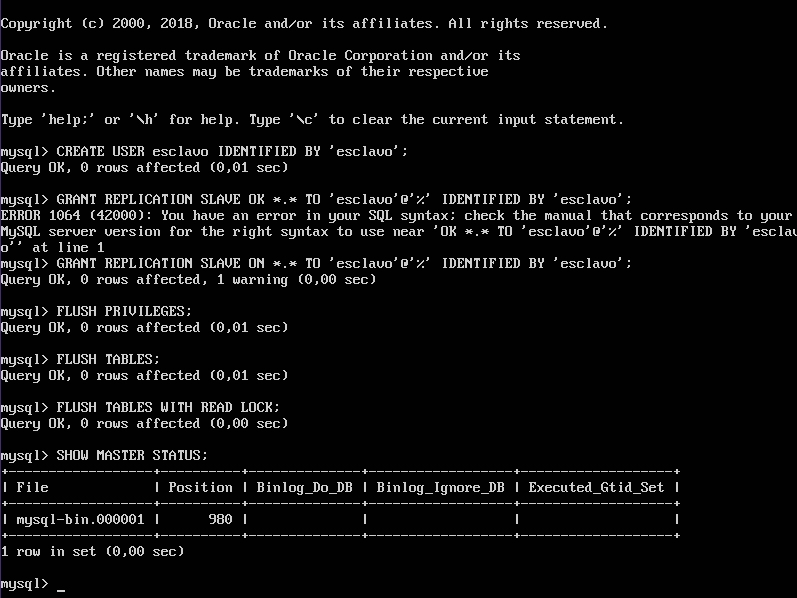 Copyright (c) 2000, 2018, Oracle and/or its affiliates. All rights reserved.
Oracle is a registered trademark of Oracle Corporation and/or its
affiliates. Other names may be trademarks of their respective
owners.
Type 'help;' or '\h' for help. Type '\c' to clear the current input statement.
mysql> CREATE USER esclavo IDENTIFIED BY 'esclavo';
Query OK, 0 rows affected (0,01 sec)
mysql> GRANT REPLICATION SLAVE OK *.* TO 'esclavo'@'%' IDENTIFIED BY 'esclavo';
ERROR 1064 (42000): You have an error in your SQL syntax; check the manual that corresponds to your
MySQL server version for the right syntax to use near 'OK *.* TO 'esclavo'@'%' IDENTIFIED BY 'esclav
o'' at line 1
mysql> GRANT REPLICATION SLAVE ON *.* TO 'esclavo'@'%' IDENTIFIED BY 'esclavo';
Query OK, 0 rows affected, 1 warning (0,00 sec)
mysql> FLUSH PRIVILEGES;
Query OK, 0 rows affected (0,01 sec)
mysql> FLUSH TABLES;
Query OK, 0 rows affected (0,01 sec)
mysql> FLUSH TABLES WITH READ LOCK;
Query OK, 0 rows affected (0,00 sec)
mysql> SHOW MASTER STATUS;
+------------------+----------+--------------+------------------+-------------------+
| File             | Position | Binlog_Do_DB | Binlog_Ignore_DB | Executed_Gtid_Set |
+------------------+----------+--------------+------------------+-------------------+
| mysql-bin.000001 |      980 |              |                  |                   |
+------------------+----------+--------------+------------------+-------------------+
1 row in set (0,00 sec)
mysql> _